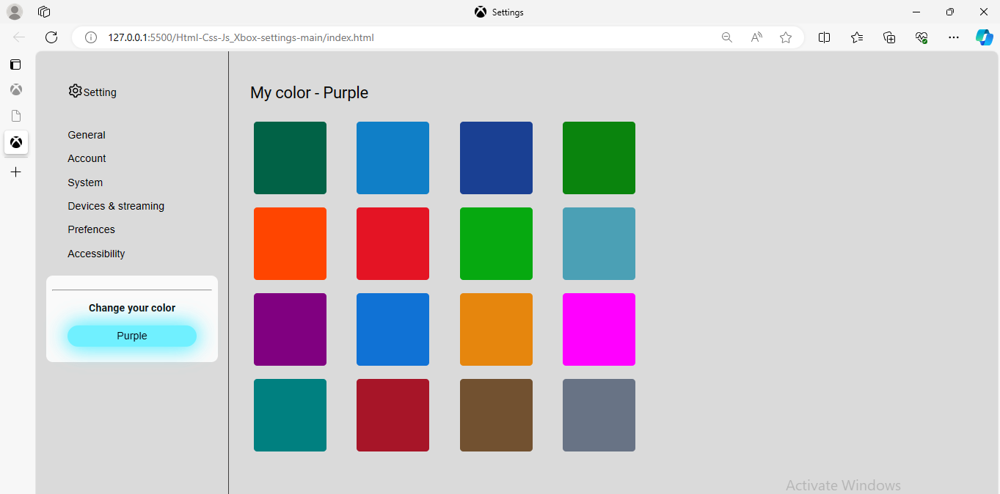 Settings
127.0.0.1:5500/Html-Css-Js_Xbox-settings-main/index.html
Setting
General
Account
System
Devices & streaming
Prefences
Accessibility
Change your color
Purple
My color - Purple
Activate Windows